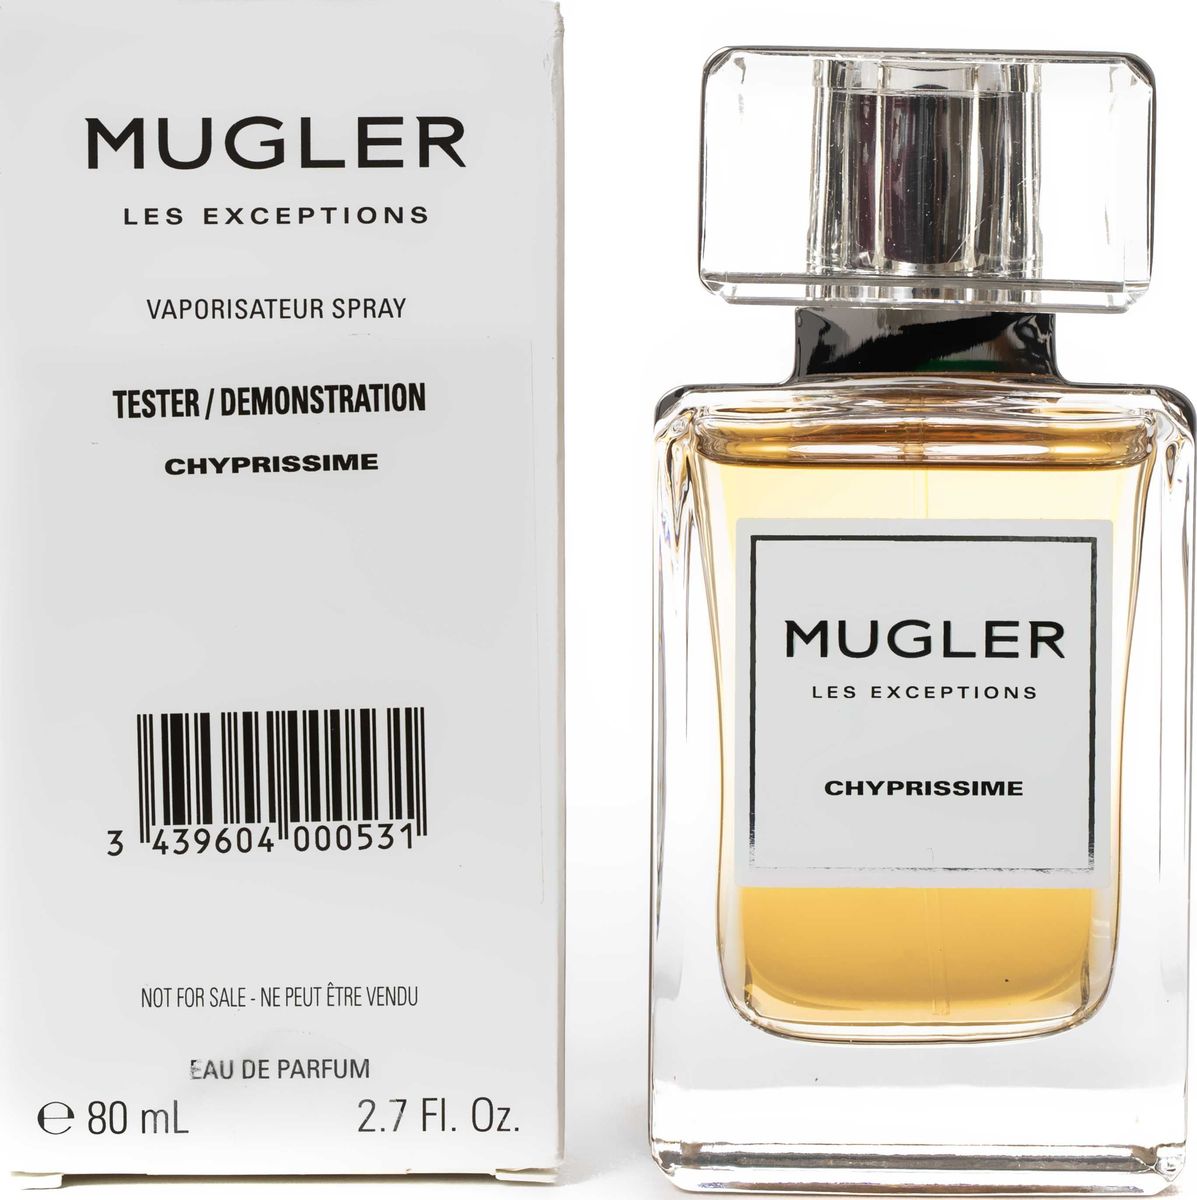 MUGLER
LES EXCEPTIONS
VAPORISATEUR SPRAY
TESTER / DEMONSTRATION
CHYPRISSIME
3 439604 000531
NOT FOR SALE - NE PEUT ÊTRE VENDU
EAU DE PARFUM
℮ 80 mL 2.7 Fl. Oz.
MUGLER
LES EXCEPTIONS
CHYPRISSIME